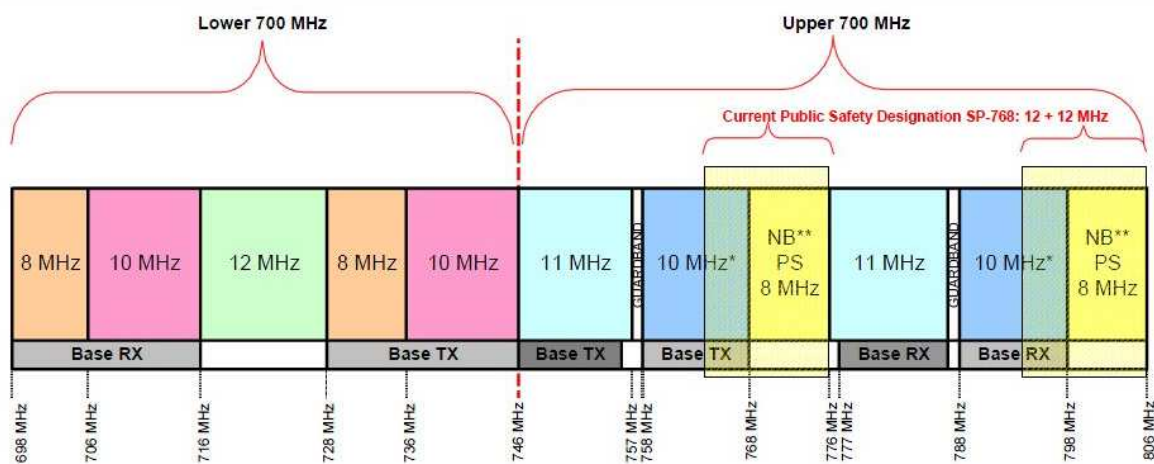 Lower 700 MHz
Upper 700 MHz
Current Public Safety Designation SP-768: 12 + 12 MHz
8 MHz
10 MHz
12 MHz
8 MHz
10 MHz
11 MHz
GUARDBAND
10 MHz*
NB**
PS
8 MHz
11 MHz
GUARDBAND
10 MHz*
NB**
PS
8 MHz
Base RX
Base TX
Base TX
Base TX
Base RX
Base RX
698 MHz
706 MHz
716 MHz
728 MHz
736 MHz
746 MHz
757 MHz
758 MHz
768 MHz
776 MHz
777 MHz
788 MHz
798 MHz
806 MHz